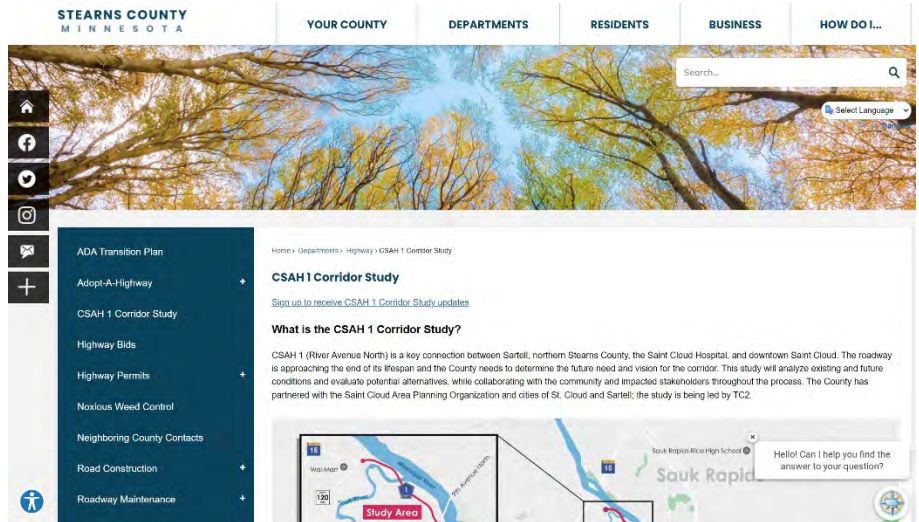 STEARNS COUNTY
MINNESOTA
YOUR COUNTY
DEPARTMENTS
RESIDENTS
BUSINESS
HOW DO I...
Search...
Select Language
ADA Transition Plan
Adopt-A-Highway +
CSAH 1 Corridor Study
Highway Bids
Highway Permits +
Noxious Weed Control
Neighboring County Contacts
Road Construction +
Roadway Maintenance +
Home › Departments › Highway › CSAH 1 Corridor Study
CSAH 1 Corridor Study
Sign up to receive CSAH 1 Corridor Study updates
What is the CSAH 1 Corridor Study?
CSAH 1 (River Avenue North) is a key connection between Sartell, northern Stearns County, the Saint Cloud Hospital, and downtown Saint Cloud. The roadway
is approaching the end of its lifespan and the County needs to determine the future need and vision for the corridor. This study will analyze existing and future
conditions and evaluate potential alternatives, while collaborating with the community and impacted stakeholders throughout the process. The County has
partnered with the Saint Cloud Area Planning Organization and cities of St. Cloud and Sartell; the study is being led by TC2.
15
Wal-Mart
Mississippi River
9th Avenue North
120
Sauk River
1
Study Area
Sauk Rapids-Rice High School
15
Sauk Rapids
Hello! Can I help you find the
answer to your question?